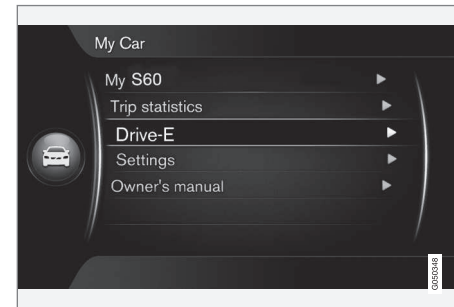 My Car
My S60
Trip statistics
Drive-E
Settings
Owner's manual
G050348